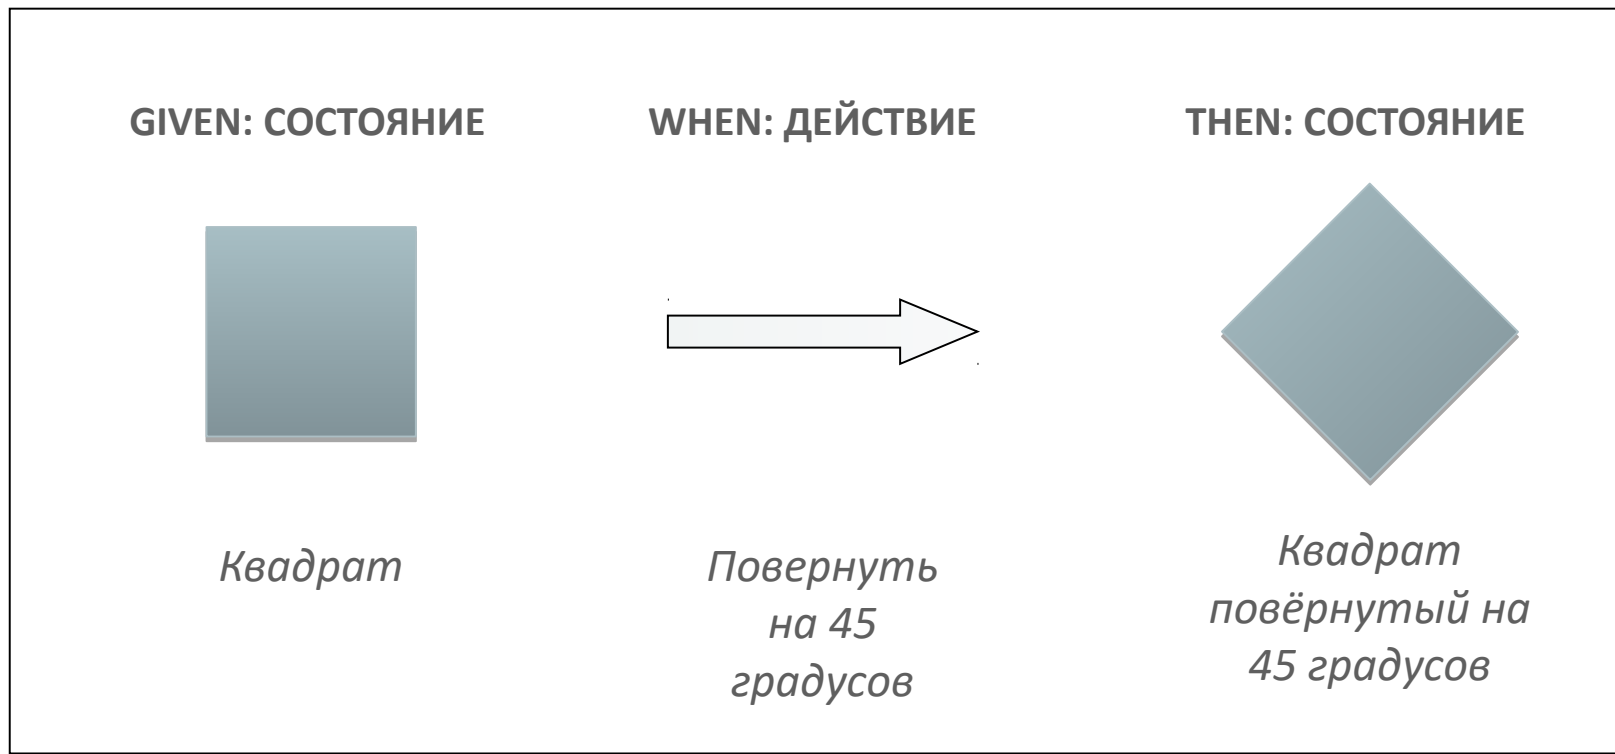 GIVEN: СОСТОЯНИЕ
WHEN: ДЕЙСТВИЕ
THEN: СОСТОЯНИЕ
Квадрат
Повернуть
на 45
градусов
Квадрат
повёрнутый на
45 градусов